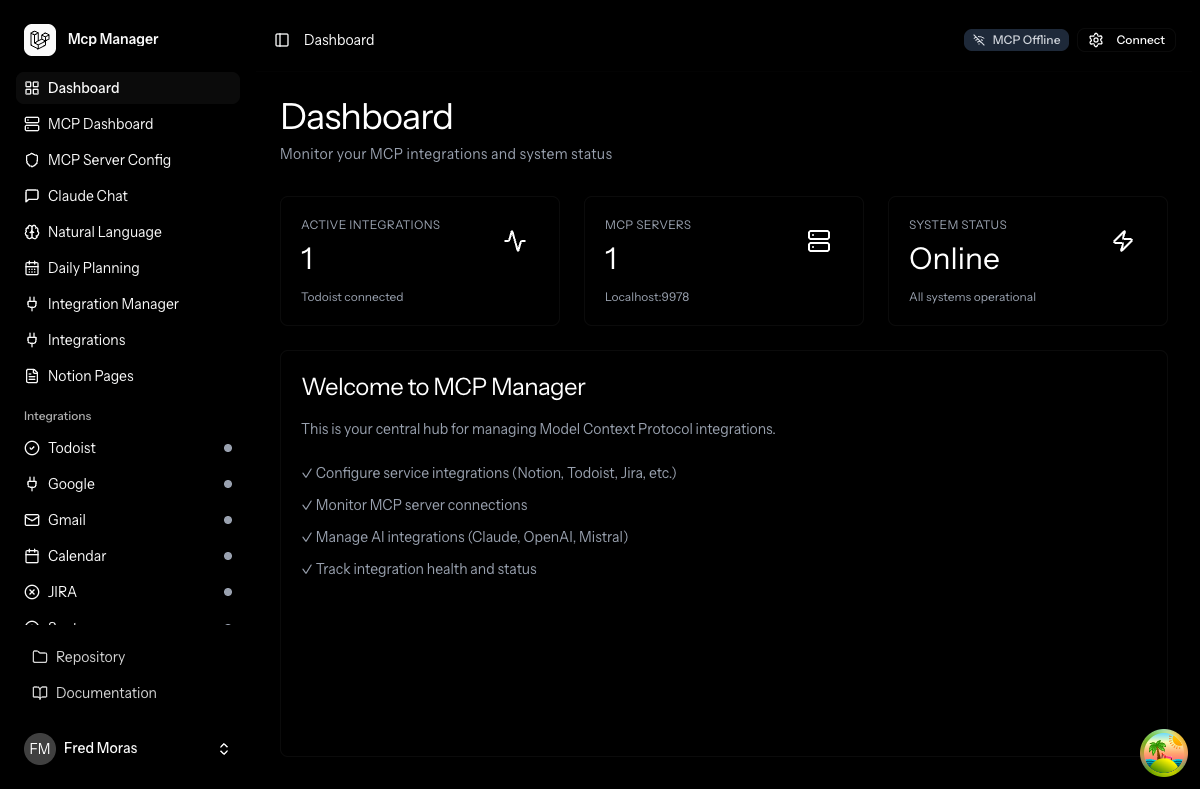 Mcp Manager
Dashboard
MCP Dashboard
MCP Server Config
Claude Chat
Natural Language
Daily Planning
Integration Manager
Integrations
Notion Pages
Integrations
Todoist
Google
Gmail
Calendar
JIRA
Repository
Documentation
FM Fred Moras
Dashboard
MCP Offline
Connect
Dashboard
Monitor your MCP integrations and system status
ACTIVE INTEGRATIONS
1
Todoist connected
MCP SERVERS
1
Localhost:9978
SYSTEM STATUS
Online
All systems operational
Welcome to MCP Manager
This is your central hub for managing Model Context Protocol integrations.
✓ Configure service integrations (Notion, Todoist, Jira, etc.)
✓ Monitor MCP server connections
✓ Manage AI integrations (Claude, OpenAI, Mistral)
✓ Track integration health and status